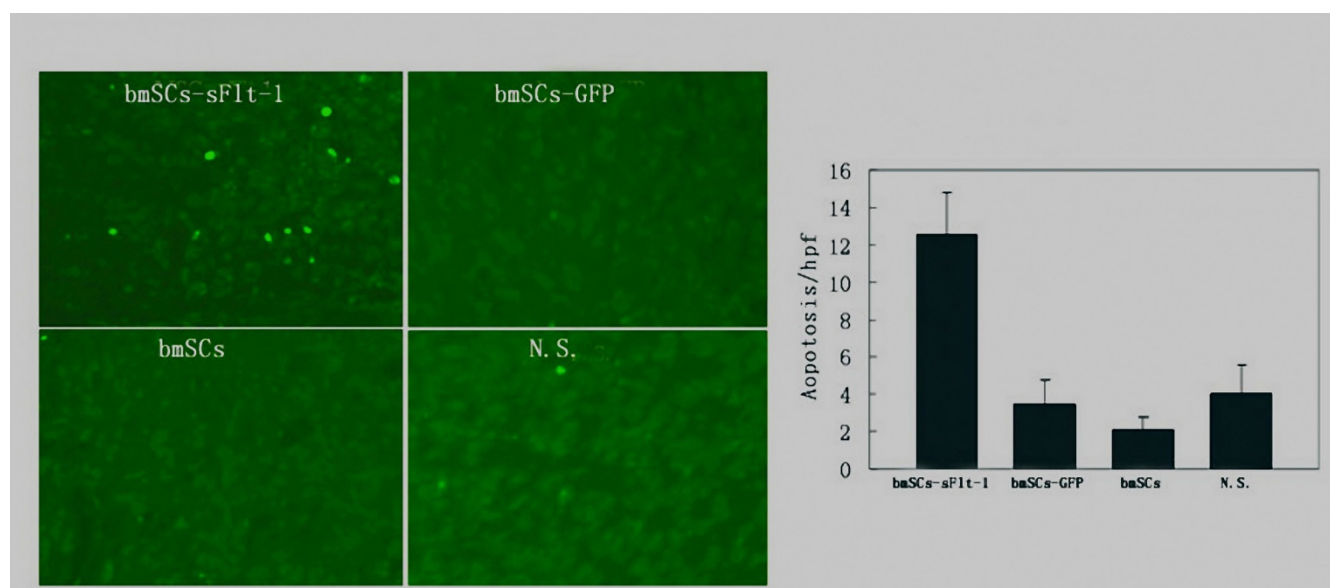 bmSCs-sFlt-1
bmSCs-GFP
bmSCs
N.S.
Aopotosis/hpf
16
14
12
10
8
6
4
2
0
bmSCs-sFlt-1
bmSCs-GFP
bmSCs
N.S.